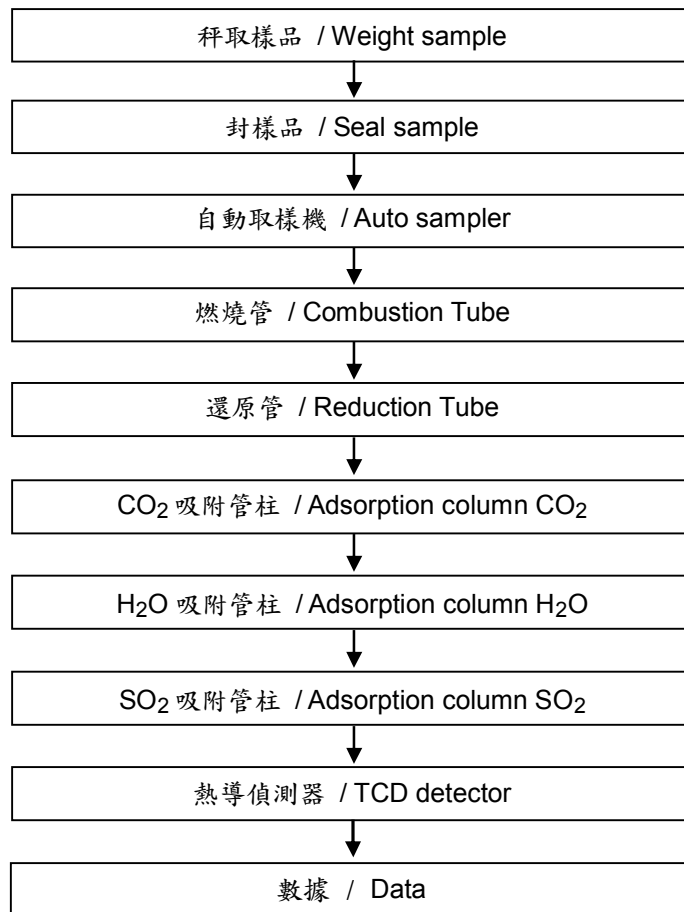 秤取樣品 / Weight sample
封樣品 / Seal sample
自動取樣機 / Auto sampler
燃燒管 / Combustion Tube
還原管 / Reduction Tube
CO₂ 吸附管柱 / Adsorption column CO₂
H₂O 吸附管柱 / Adsorption column H₂O
SO₂ 吸附管柱 / Adsorption column SO₂
熱導偵測器 / TCD detector
數據 / Data